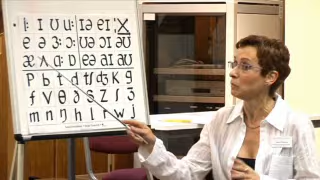 iː ɪ ʊ uː ɪə eɪ X
e ə ɜː ɔː ʊə ɔɪ əʊ
æ ʌ ɑː ɒ eə aɪ aʊ
p b t d tʃ dʒ k g
f v θ ð s z ʃ ʒ
m n ŋ h l r w j